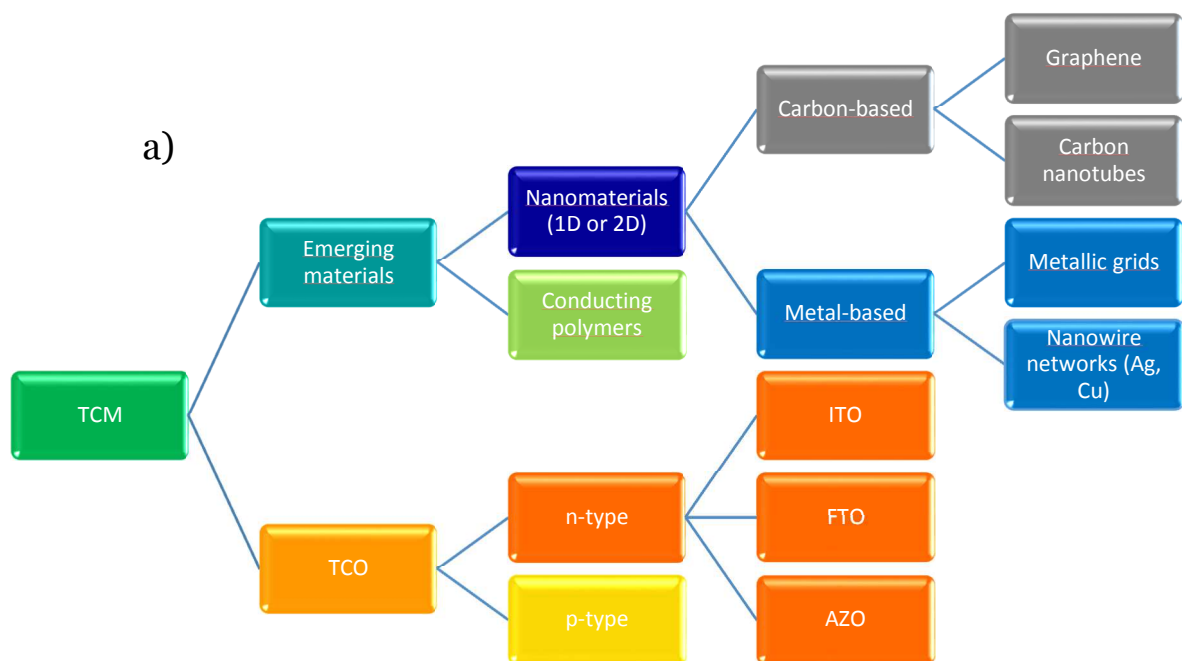 a)
TCM
Emerging
materials
TCO
Nanomaterials
(1D or 2D)
Conducting
polymers
n-type
p-type
Carbon-based
Metal-based
ITO
FTO
AZO
Graphene
Carbon
nanotubes
Metallic grids
Nanowire
networks (Ag,
Cu)